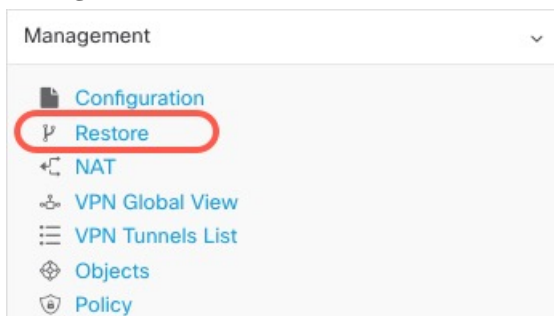 Management
Configuration
Restore
NAT
VPN Global View
VPN Tunnels List
Objects
Policy